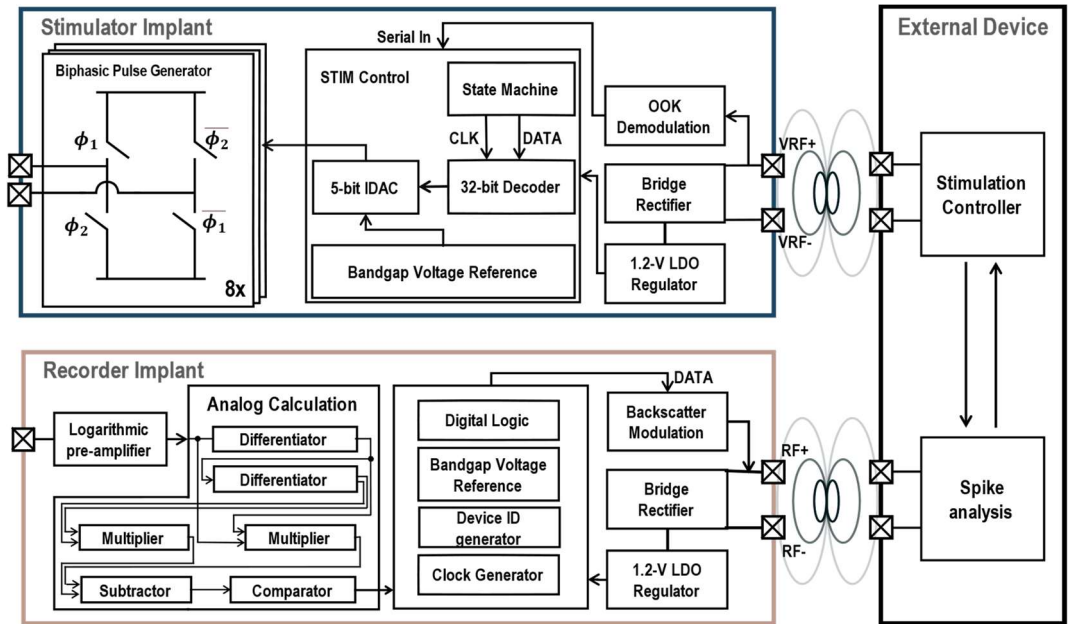 Stimulator Implant
Biphasic Pulse Generator
ϕ₁
ϕ₂̅
ϕ₂
ϕ₁̅
8x
Serial In
STIM Control
State Machine
CLK
DATA
5-bit IDAC
32-bit Decoder
Bandgap Voltage Reference
OOK
Demodulation
Bridge
Rectifier
1.2-V LDO
Regulator
VRF+
VRF-
External Device
Stimulation
Controller
Recorder Implant
Logarithmic
pre-amplifier
Analog Calculation
Differentiator
Differentiator
Multiplier
Multiplier
Subtractor
Comparator
Digital Logic
Bandgap Voltage
Reference
Device ID
generator
Clock Generator
DATA
Backscatter
Modulation
Bridge
Rectifier
1.2-V LDO
Regulator
RF+
RF-
Spike
analysis